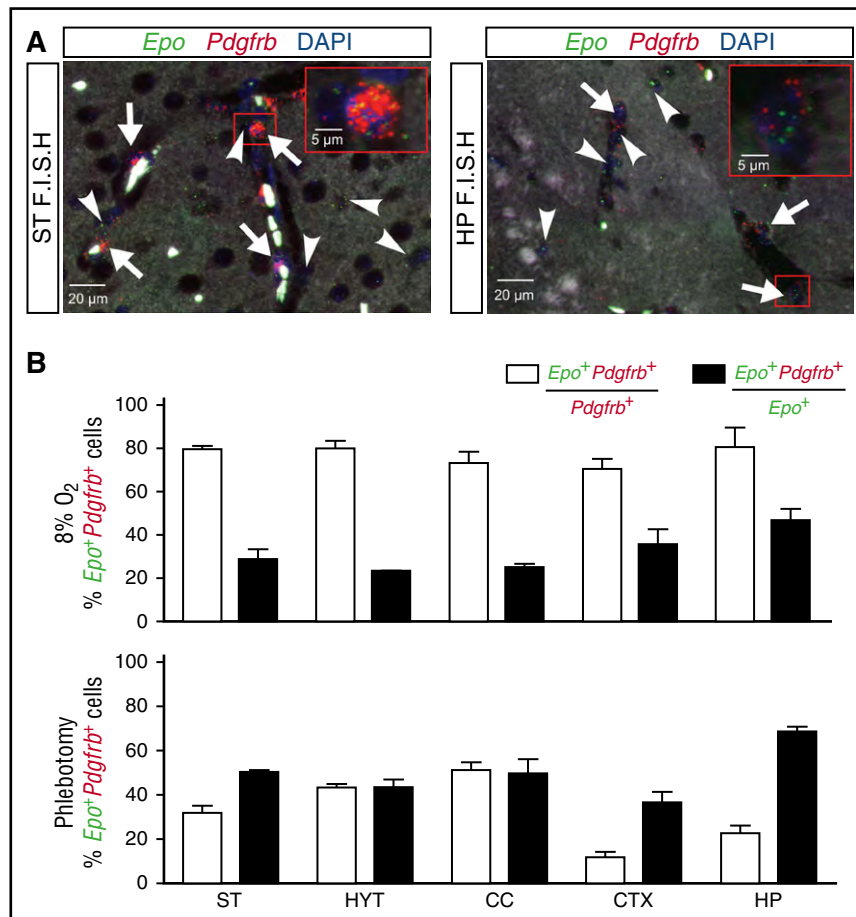 A
Epo Pdgfrb DAPI
ST F.I.S.H
5 µm
20 µm
Epo Pdgfrb DAPI
HP F.I.S.H
5 µm
20 µm
B
Epo+ Pdgfrb+
Pdgfrb+
Epo+ Pdgfrb+
Epo+
8% O2
% Epo+ Pdgfrb+ cells
100
80
60
40
20
0
Phlebotomy
% Epo+ Pdgfrb+ cells
100
80
60
40
20
0
ST HYT CC CTX HP